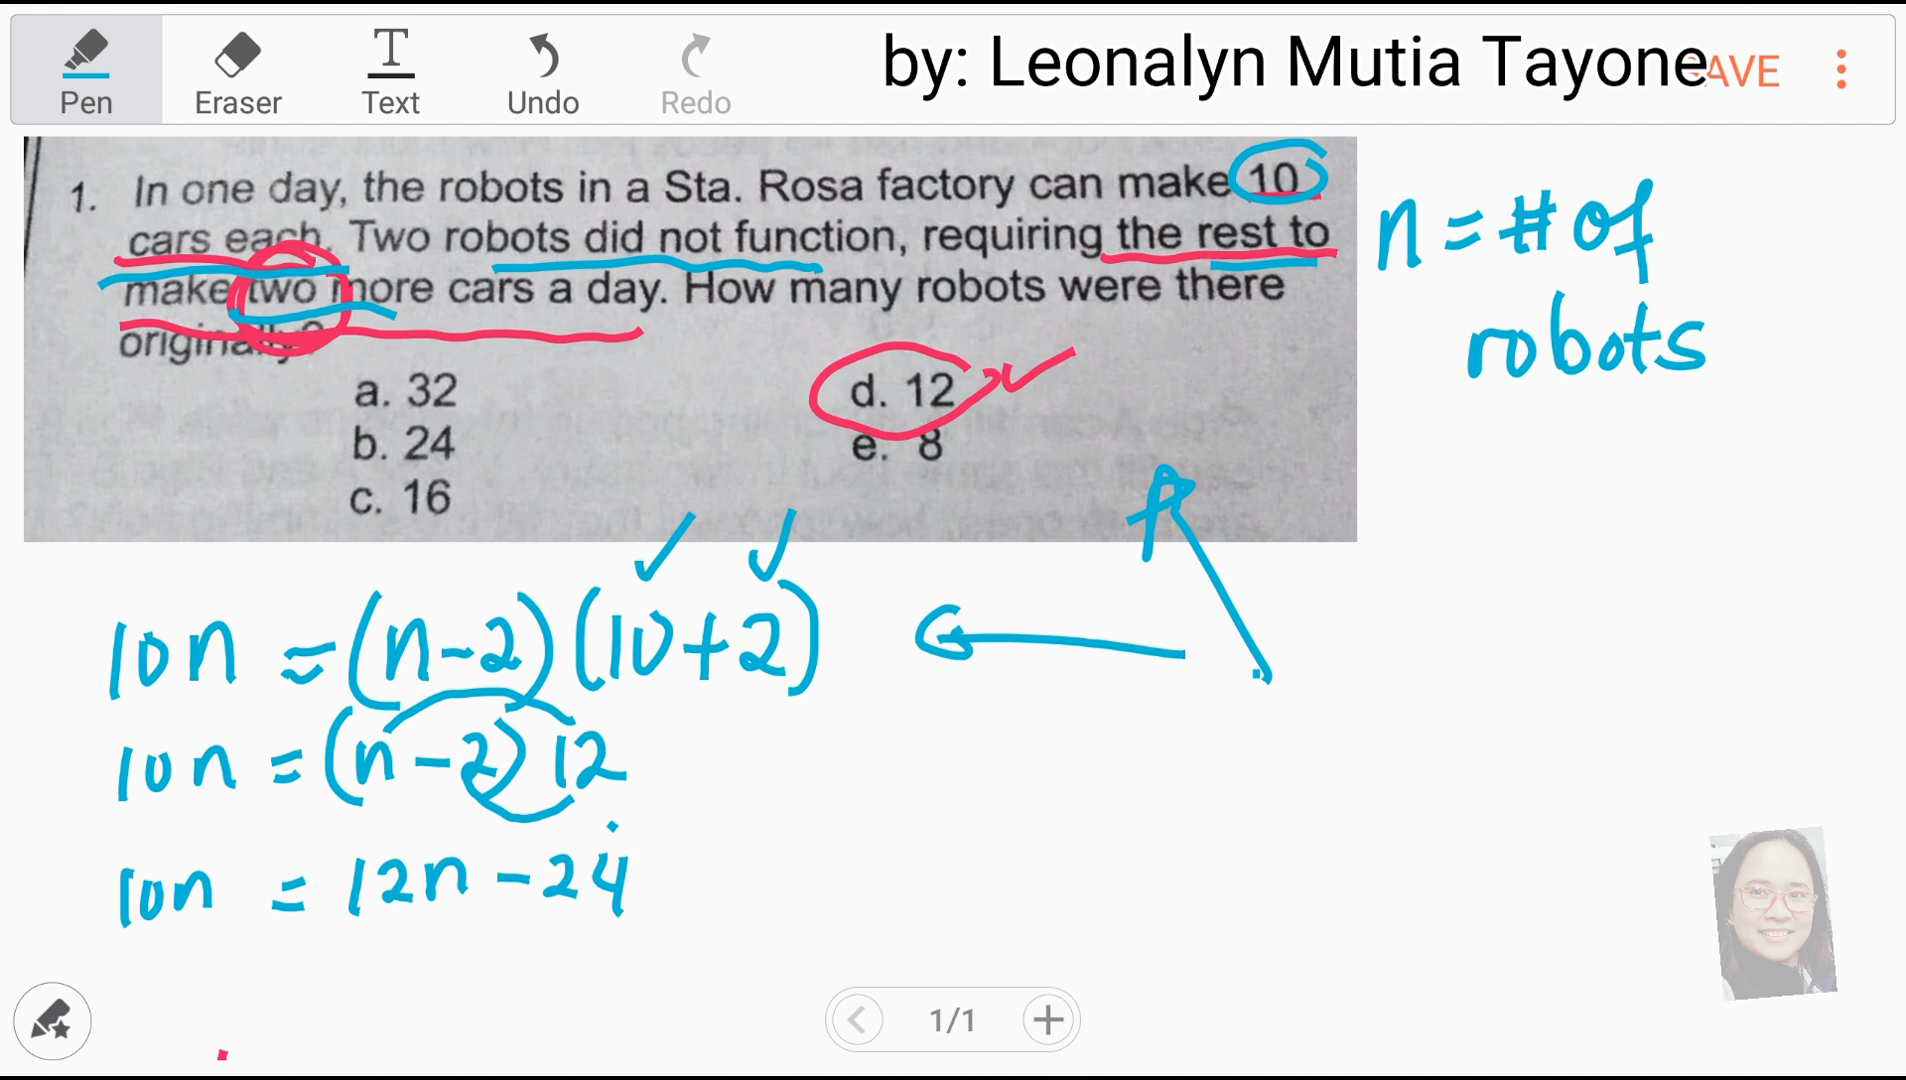 Pen
Eraser
Text
Undo
Redo
by: Leonalyn Mutia Tayone
AVE
1. In one day, the robots in a Sta. Rosa factory can make 10
cars each. Two robots did not function, requiring the rest to
make two more cars a day. How many robots were there
originally?
a. 32
b. 24
c. 16
d. 12
e. 8
n = # of
robots
10n = (n-2)(10+2)
10n = (n-2)12
10n = 12n - 24
1/1